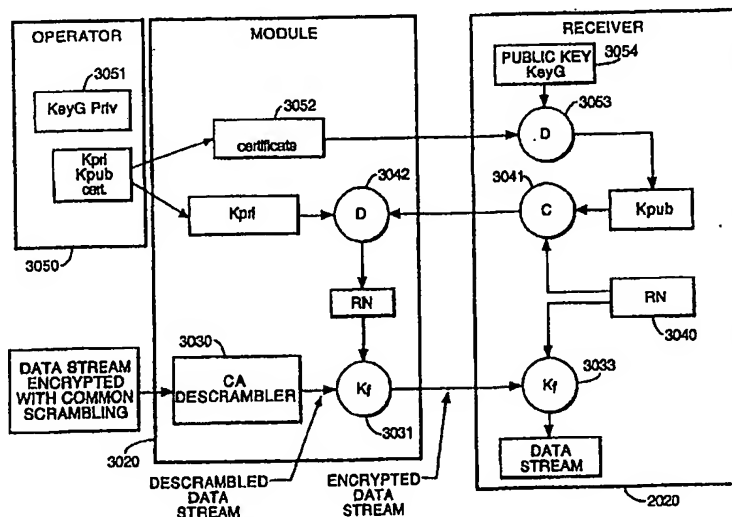 OPERATOR
3051
KeyG Priv
Kpri
Kpub
cert.
3050
MODULE
3052
certificate
3042
Kpri
D
RN
3030
CA
DESCRAMBLER
Kf
3031
3020
DATA STREAM
ENCRYPTED
WITH COMMON
SCRAMBLING
DESCRAMBLED
DATA
STREAM
ENCRYPTED
DATA
STREAM
RECEIVER
PUBLIC KEY
KeyG
3054
D
3053
3041
C
Kpub
RN
3040
Kf
3033
DATA
STREAM
2020